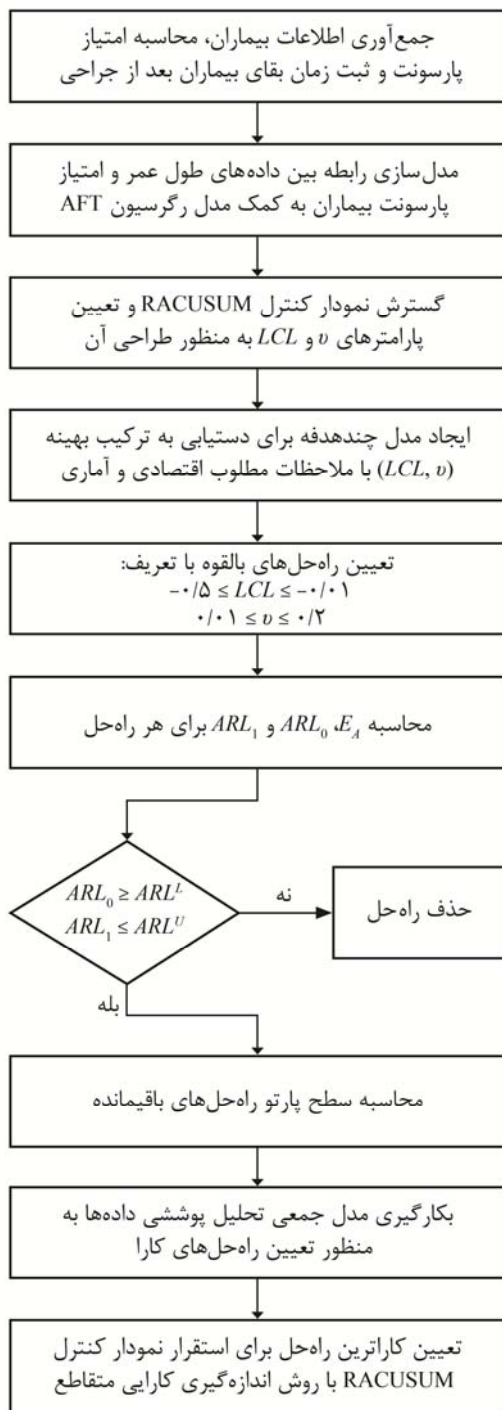 جمع‌آوری اطلاعات بیماران، محاسبه امتیاز
پارسونت و ثبت زمان بقای بیماران بعد از جراحی
مدل‌سازی رابطه بین داده‌های طول عمر و امتیاز
پارسونت بیماران به کمک مدل رگرسیون AFT
گسترش نمودار کنترل RACUSUM و تعیین
پارامترهای υ و LCL به منظور طراحی آن
ایجاد مدل چندهدفه برای دستیابی به ترکیب بهینه
(LCL, υ) با ملاحظات مطلوب اقتصادی و آماری
تعیین راه‌حل‌های بالقوه با تعریف:
−۰/۵ ≤ LCL ≤ −۰/۰۱
۰/۰۱ ≤ υ ≤ ۰/۲
محاسبه E_A، ARL₀ و ARL₁ برای هر راه‌حل
ARL₀ ≥ ARL^L
ARL₁ ≤ ARL^U
نه
حذف راه‌حل
بله
محاسبه سطح پارتو راه‌حل‌های باقیمانده
بکارگیری مدل جمعی تحلیل پوششی داده‌ها به
منظور تعیین راه‌حل‌های کارا
تعیین کاراترین راه‌حل برای استقرار نمودار کنترل
RACUSUM با روش اندازه‌گیری کارایی متقاطع